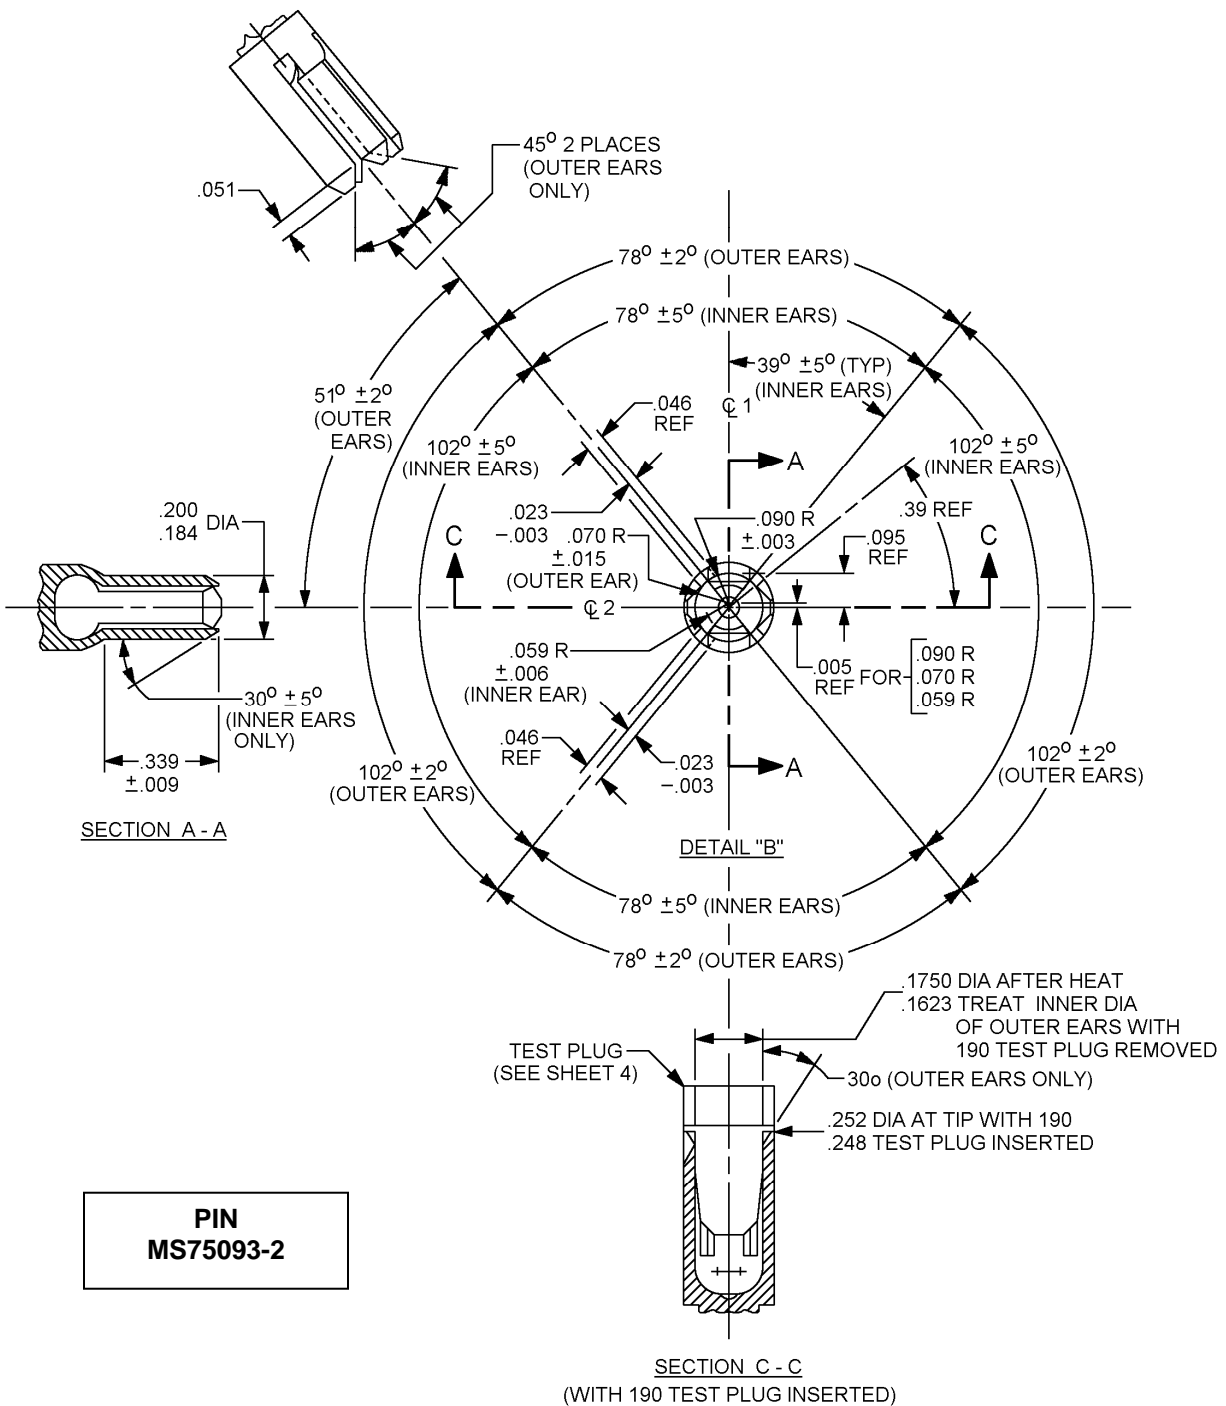 45° 2 PLACES
(OUTER EARS
ONLY)
.051
78° ±2° (OUTER EARS)
78° ±5° (INNER EARS)
39° ±5° (TYP)
(INNER EARS)
℄ 1
51° ±2°
(OUTER
EARS)
.046
REF
102° ±5°
(INNER EARS)
102° ±5°
(INNER EARS)
A
.39 REF
.200
.184 DIA
.023
-.003
.070 R
±.015
(OUTER EAR)
.090 R
±.003
.095
REF
C
C
℄ 2
.059 R
±.006
(INNER EAR)
.005
REF FOR
.090 R
.070 R
.059 R
30° ±5°
(INNER EARS
ONLY)
.339
±.009
.046
REF
.023
-.003
A
102° ±2°
(OUTER EARS)
102° ±2°
(OUTER EARS)
SECTION A - A
DETAIL "B"
78° ±5° (INNER EARS)
78° ±2° (OUTER EARS)
.1750 DIA AFTER HEAT
.1623 TREAT INNER DIA
OF OUTER EARS WITH
190 TEST PLUG REMOVED
TEST PLUG
(SEE SHEET 4)
30o (OUTER EARS ONLY)
.252 DIA AT TIP WITH 190
.248 TEST PLUG INSERTED
PIN
MS75093-2
SECTION C - C
(WITH 190 TEST PLUG INSERTED)